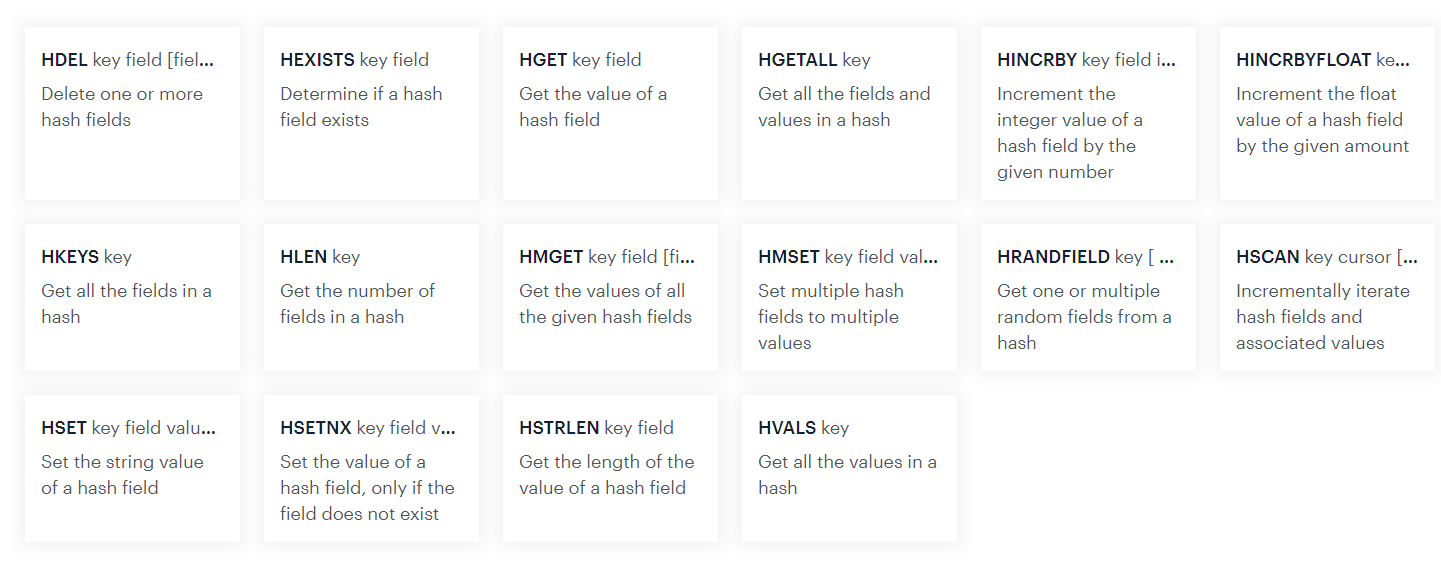 HDEL key field [fiel...
Delete one or more
hash fields
HEXISTS key field
Determine if a hash
field exists
HGET key field
Get the value of a
hash field
HGETALL key
Get all the fields and
values in a hash
HINCRBY key field i...
Increment the
integer value of a
hash field by the
given number
HINCRBYFLOAT ke...
Increment the float
value of a hash field
by the given amount
HKEYS key
Get all the fields in a
hash
HLEN key
Get the number of
fields in a hash
HMGET key field [fi...
Get the values of all
the given hash fields
HMSET key field val...
Set multiple hash
fields to multiple
values
HRANDFIELD key [ ...
Get one or multiple
random fields from a
hash
HSCAN key cursor [...
Incrementally iterate
hash fields and
associated values
HSET key field valu...
Set the string value
of a hash field
HSETNX key field v...
Set the value of a
hash field, only if the
field does not exist
HSTRLEN key field
Get the length of the
value of a hash field
HVALS key
Get all the values in a
hash